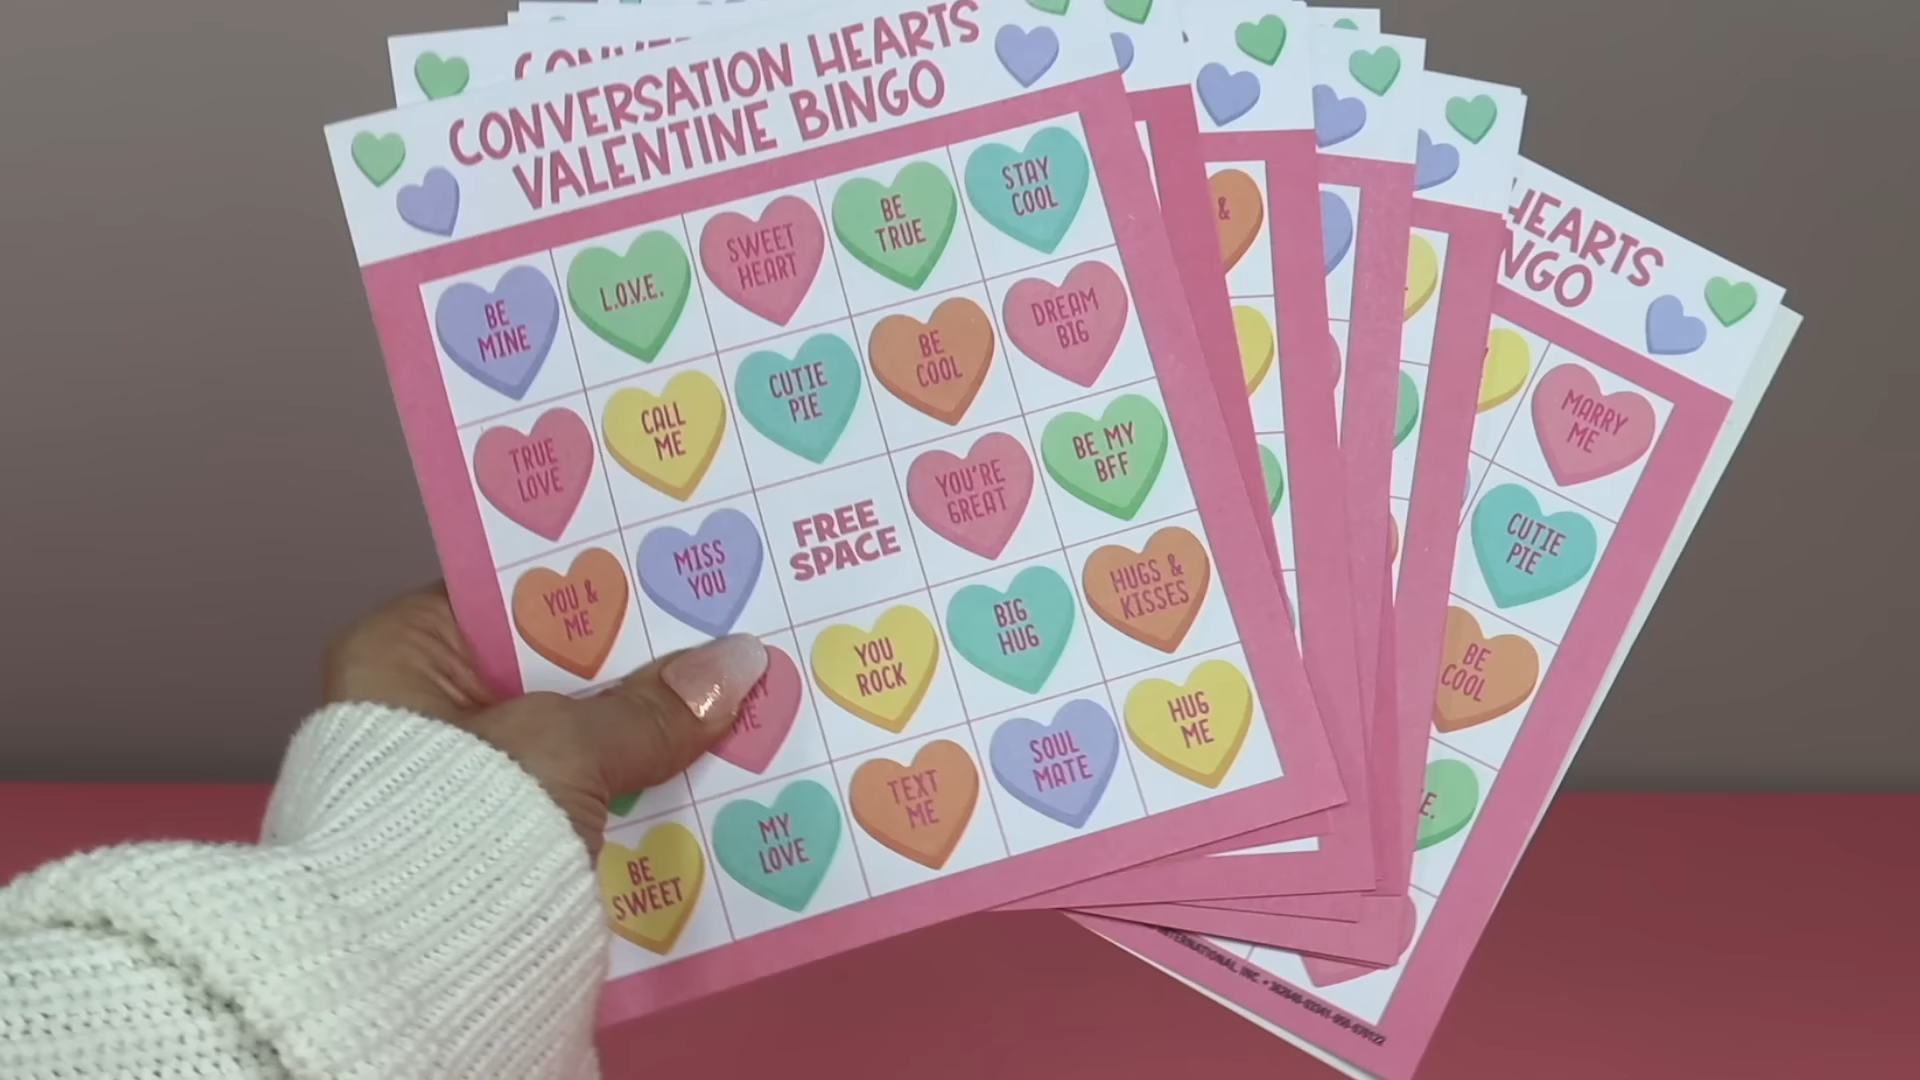 CONVERSATION HEARTS
VALENTINE BINGO
BE
MINE
L.O.V.E.
SWEET
HEART
BE
TRUE
STAY
COOL
TRUE
LOVE
CALL
ME
CUTIE
PIE
BE
COOL
DREAM
BIG
YOU &
ME
MISS
YOU
FREE
SPACE
YOU'RE
GREAT
BE MY
BFF
ME
YOU
ROCK
BIG
HUG
HUGS &
KISSES
BE
SWEET
MY
LOVE
TEXT
ME
SOUL
MATE
HUG
ME
&
HEARTS
NGO
MARRY
ME
CUTIE
PIE
BE
COOL
E.
INTERNATIONAL, INC.